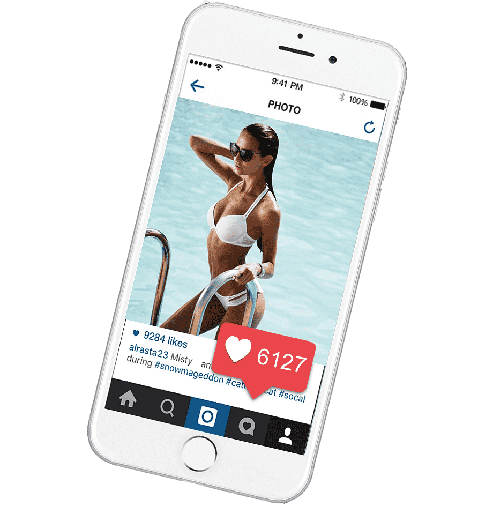 9:41 PM
100%
PHOTO
9284 likes
alrasta23 Misty
6127
during #snowmageddon #socal